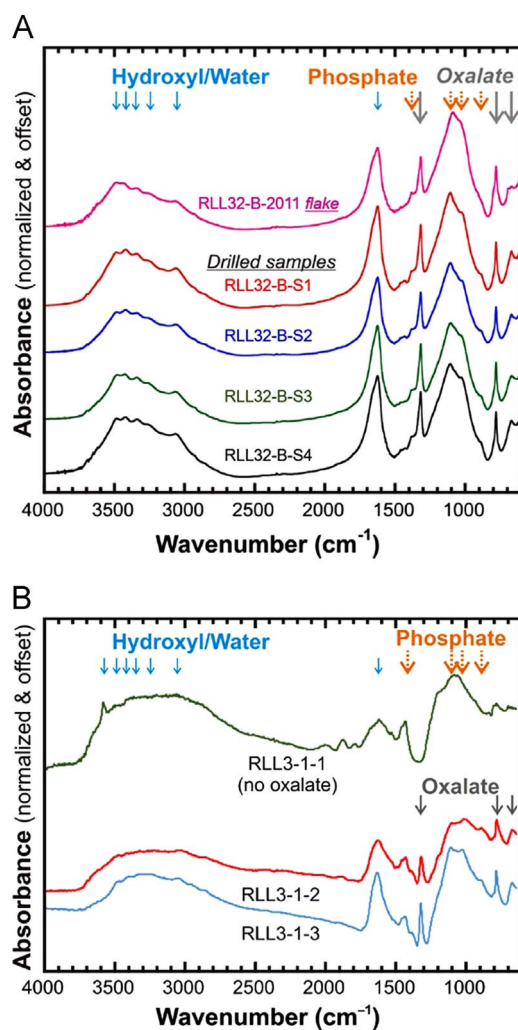 A
Hydroxyl/Water
Phosphate
Oxalate
RLL32-B-2011 flake
Drilled samples
RLL32-B-S1
RLL32-B-S2
RLL32-B-S3
RLL32-B-S4
Absorbance (normalized & offset)
4000 3500 3000 2500 2000 1500 1000
Wavenumber (cm⁻¹)
B
Hydroxyl/Water
Phosphate
RLL3-1-1
(no oxalate)
Oxalate
RLL3-1-2
RLL3-1-3
Absorbance (normalized & offset)
4000 3500 3000 2500 2000 1500 1000
Wavenumber (cm⁻¹)